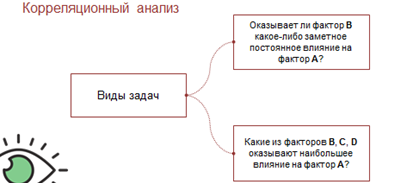 Корреляционный анализ
Оказывает ли фактор B
какое-либо заметное
постоянное влияние на
фактор A?
Виды задач
Какие из факторов B, C, D
оказывают наибольшее
влияние на фактор A?